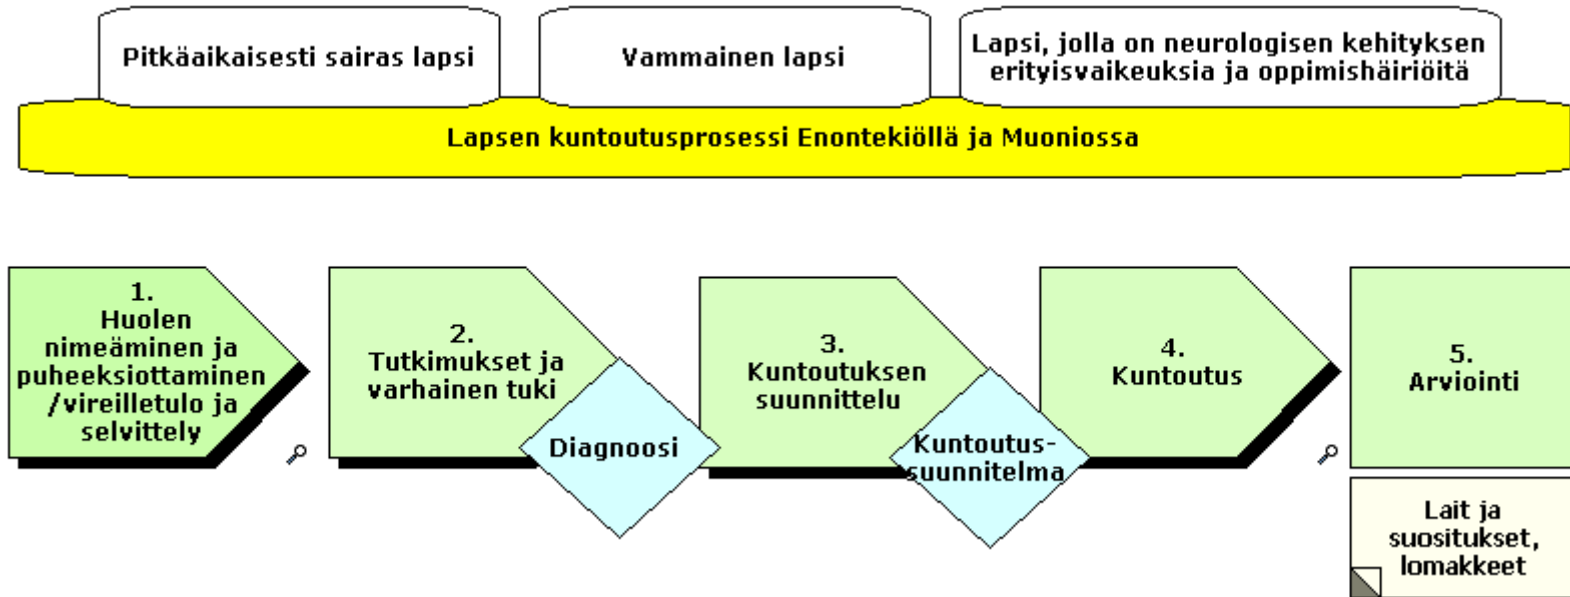 Pitkäaikaisesti sairas lapsi
Vammainen lapsi
Lapsi, jolla on neurologisen kehityksen
erityisvaikeuksia ja oppimishäiriöitä
Lapsen kuntoutusprosessi Enontekiöllä ja Muoniossa
1.
Huolen
nimeäminen ja
puheeksiottaminen
/vireilletulo ja
selvittely
2.
Tutkimukset ja
varhainen tuki
Diagnoosi
3.
Kuntoutuksen
suunnittelu
Kuntoutus-
suunnitelma
4.
Kuntoutus
5.
Arviointi
Lait ja
suositukset,
lomakkeet